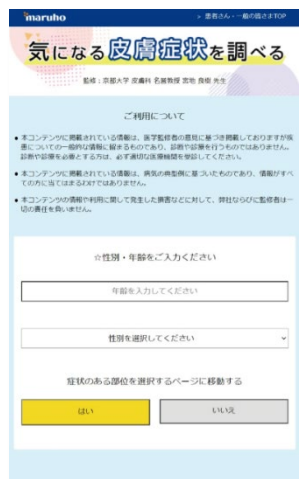 maruho
> 患者さん・一般の皆さまTOP
気になる皮膚症状を調べる
監修：京都大学 皮膚科 名誉教授 宮地 良樹 先生
ご利用について
● 本コンテンツに掲載されている情報は、医学監修者の意見に基づき掲載しておりますが疾
患についての一般的な情報に留まるものであり、診断や診療を行うものではありません。
診断や診療を必要とする方は、必ず適切な医療機関を受診してください。
● 本コンテンツに掲載されている情報は、病気の典型例に基づいたものであり、情報がすべ
ての方に当てはまるわけではありません。
● 本コンテンツの情報や利用に関して発生した損害などに対して、弊社ならびに監修者は一
切の責任を負いません。
☆性別・年齢をご入力ください
年齢を入力してください
性別を選択してください
症状のある部位を選択するページに移動する
はい
いいえ